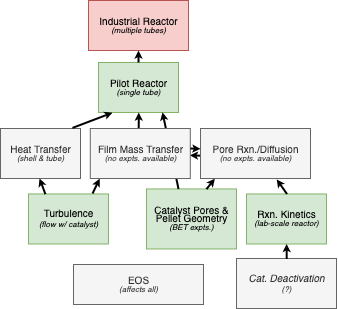 Industrial Reactor
(multiple tubes)
Pilot Reactor
(single tube)
Heat Transfer
(shell & tube)
Film Mass Transfer
(no expts. available)
Pore Rxn./Diffusion
(no expts. available)
Turbulence
(flow w/ catalyst)
Catalyst Pores &
Pellet Geometry
(BET expts.)
Rxn. Kinetics
(lab-scale reactor)
EOS
(affects all)
Cat. Deactivation
(?)